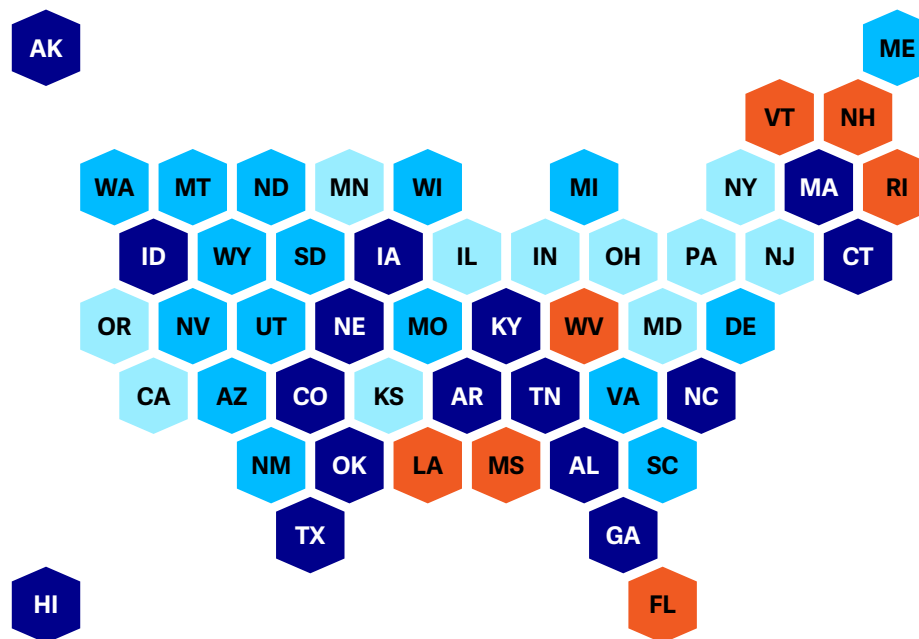 AK ME
VT NH
WA MT ND MN WI MI NY MA RI
ID WY SD IA IL IN OH PA NJ CT
OR NV UT NE MO KY WV MD DE
CA AZ CO KS AR TN VA NC
NM OK LA MS AL SC
TX GA
HI FL